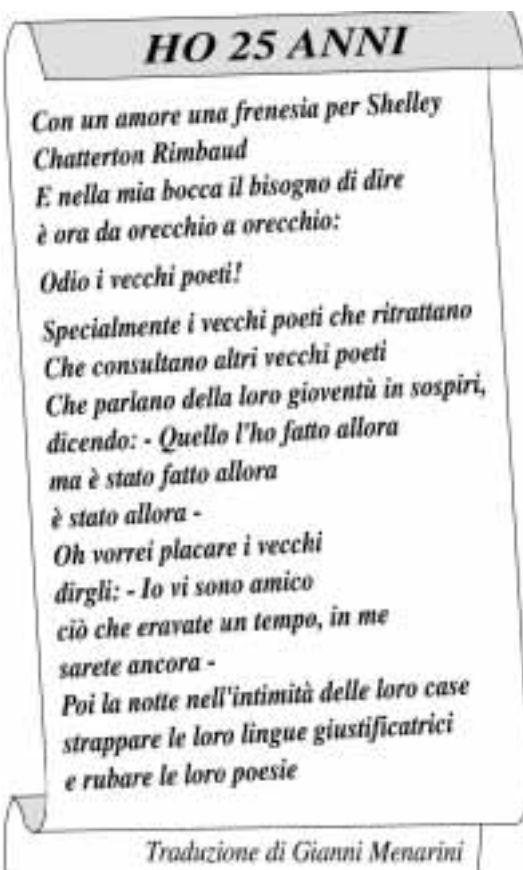 HO 25 ANNI
Con un amore una frenesia per Shelley
Chatterton Rimbaud
E nella mia bocca il bisogno di dire
è ora da orecchio a orecchio:
Odio i vecchi poeti!
Specialmente i vecchi poeti che ritrattano
Che consultano altri vecchi poeti
Che parlano della loro gioventù in sospiri,
dicendo: - Quello l'ho fatto allora
ma è stato fatto allora
è stato allora -
Oh vorrei placare i vecchi
dirgli: - Io vi sono amico
ciò che eravate un tempo, in me
sarete ancora -
Poi la notte nell'intimità delle loro case
strappare le loro lingue giustificatrici
e rubare le loro poesie
Traduzione di Gianni Menarini